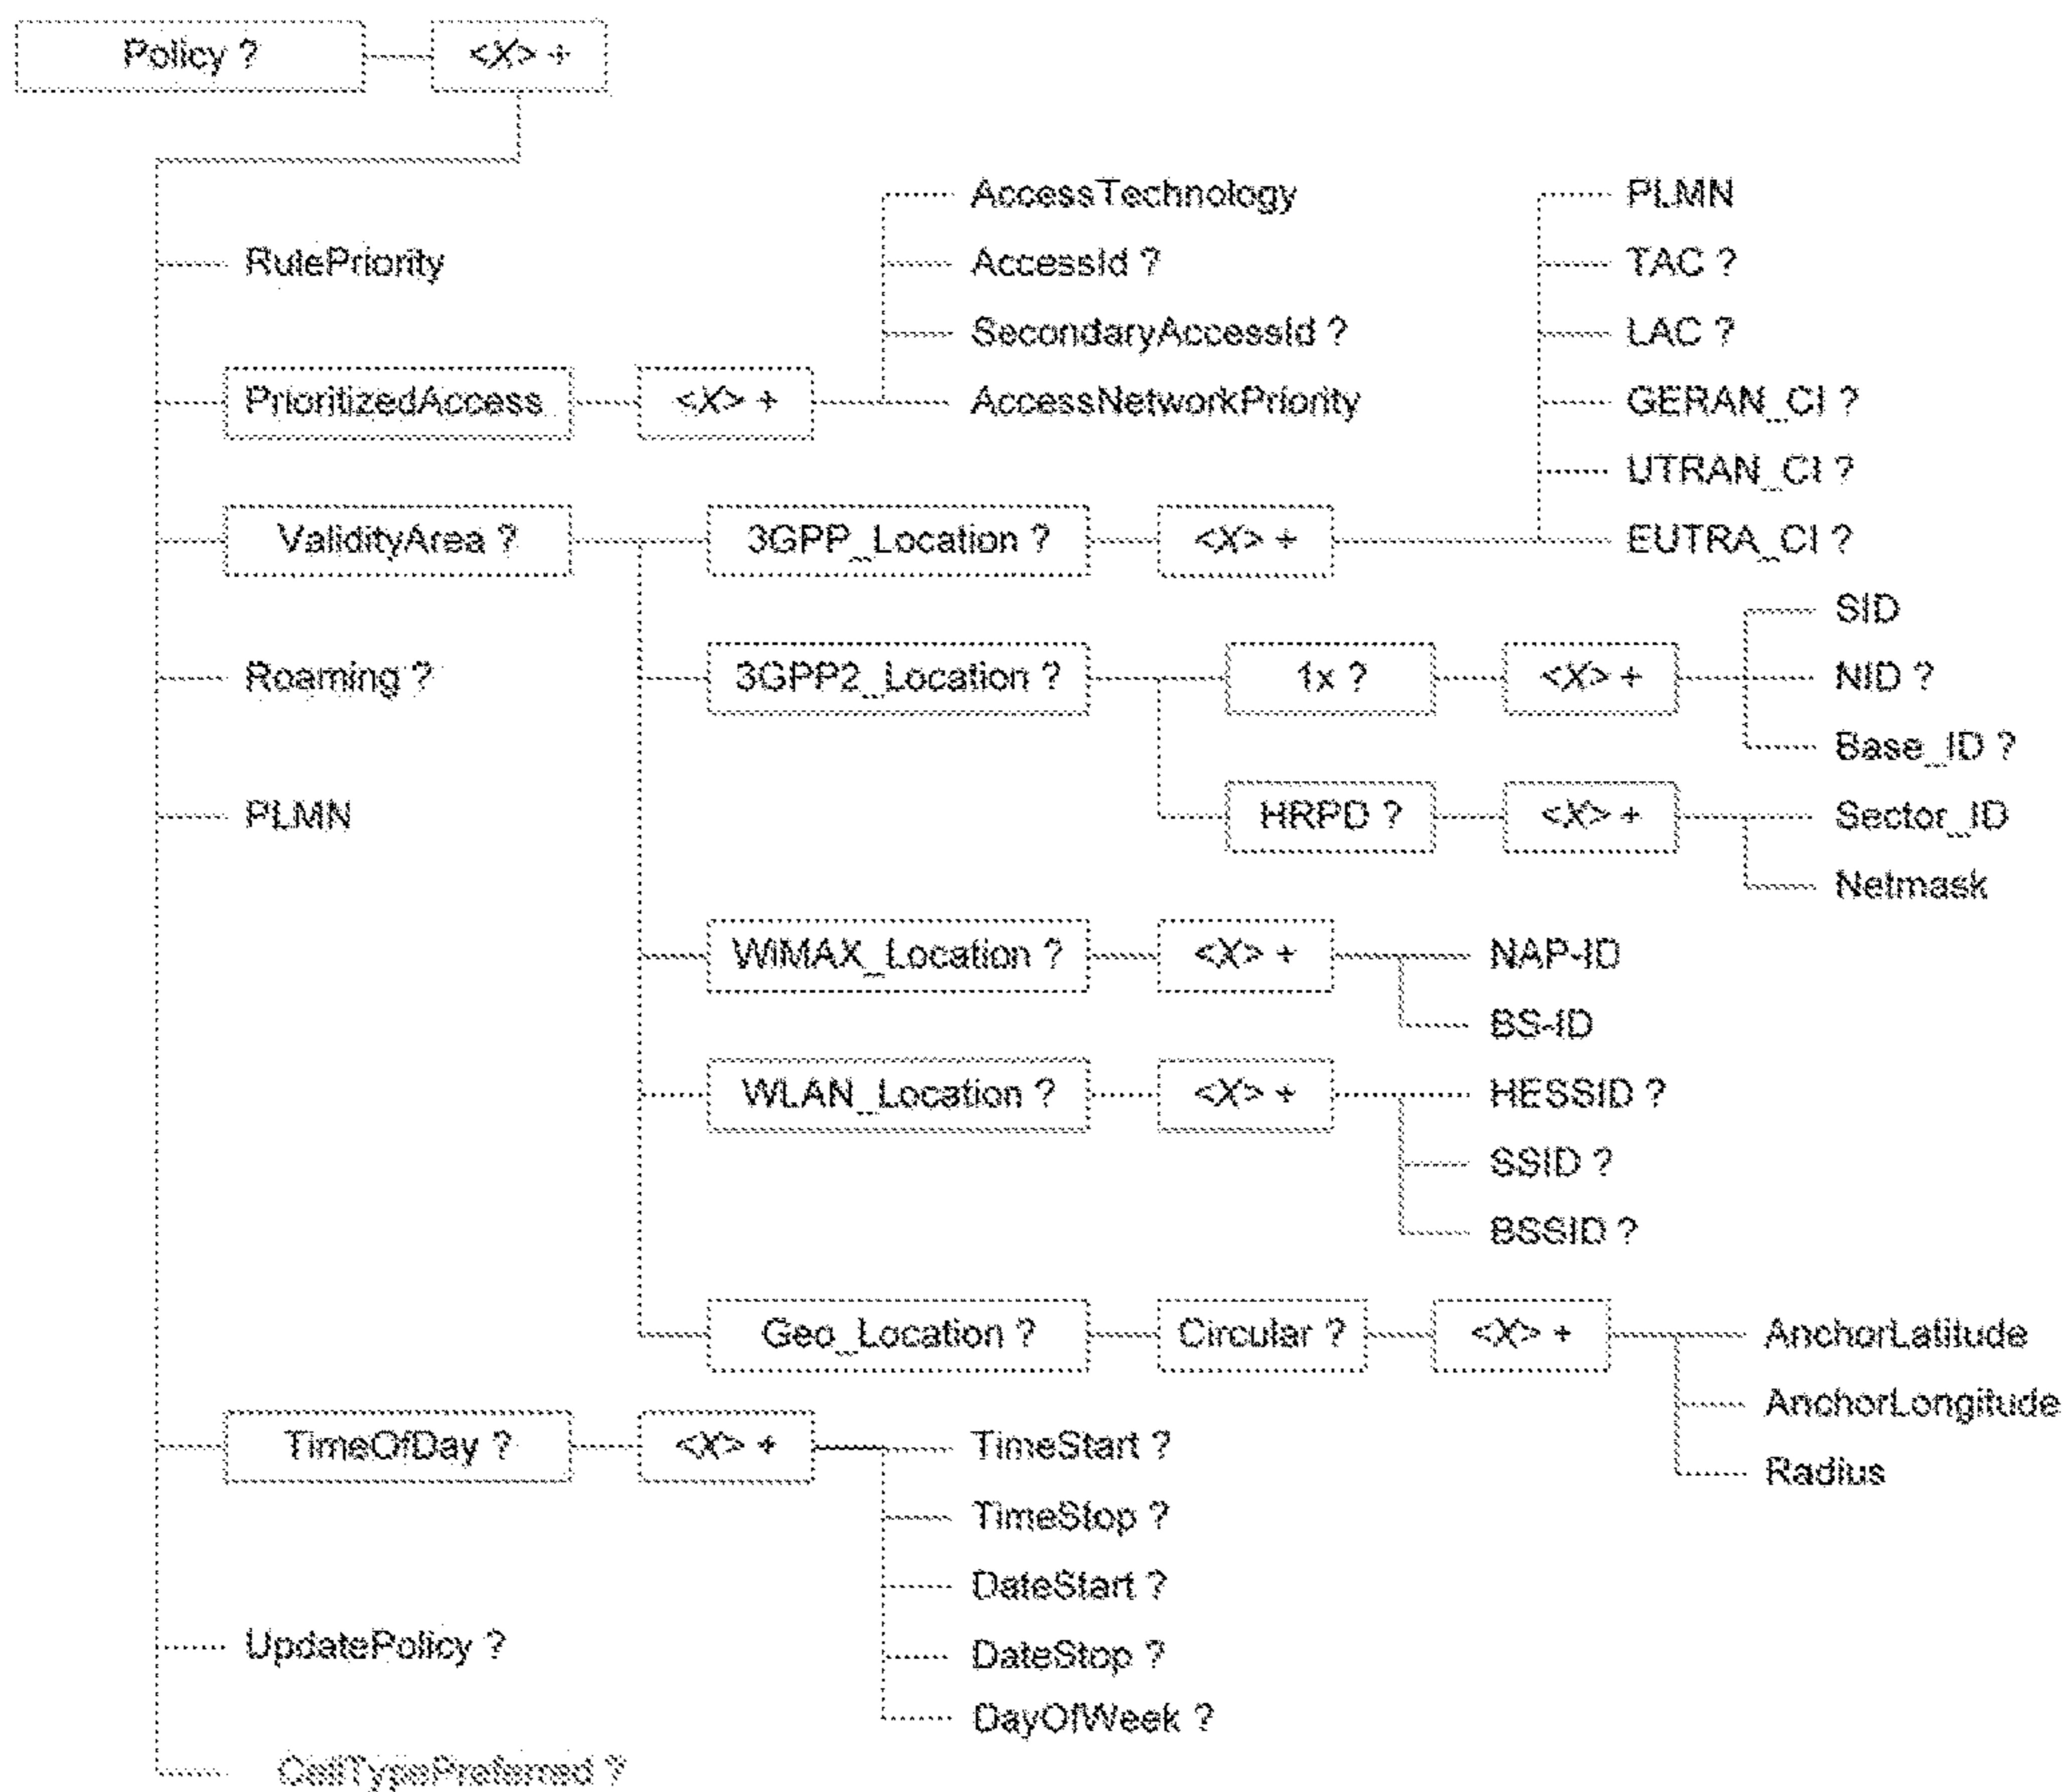 Policy ? <X> +
AccessTechnology PLMN
RulePriority AccessId ? TAC ?
SecondaryAccessId ? LAC ?
PrioritizedAccess <X> + AccessNetworkPriority GERAN_CI ?
UTRAN_CI ?
ValidityArea ? 3GPP_Location ? <X> + EUTRA_CI ?
SID
Roaming ? 3GPP2_Location ? 1x ? <X> + NID ?
Base_ID ?
PLMN HRPD ? <X> + Sector_ID
Netmask
WiMAX_Location ? <X> + NAP-ID
BS-ID
WLAN_Location ? <X> + HESSID ?
SSID ?
BSSID ?
Geo_Location ? Circular ? <X> + AnchorLatitude
AnchorLongitude
TimeOfDay ? <X> + TimeStart ? Radius
TimeStop ?
DateStart ?
UpdatePolicy ? DateStop ?
DayOfWeek ?
CellTypePreferred ?